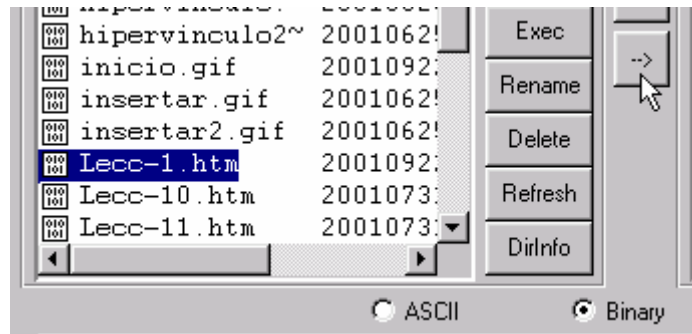 hipervinculo2~ 2001062
inicio.gif 2001092
insertar.gif 2001062
insertar2.gif 2001062
Lecc-1.htm 2001092
Lecc-10.htm 2001073
Lecc-11.htm 2001073
Exec
Rename
Delete
Refresh
DirInfo
-->
ASCII
Binary